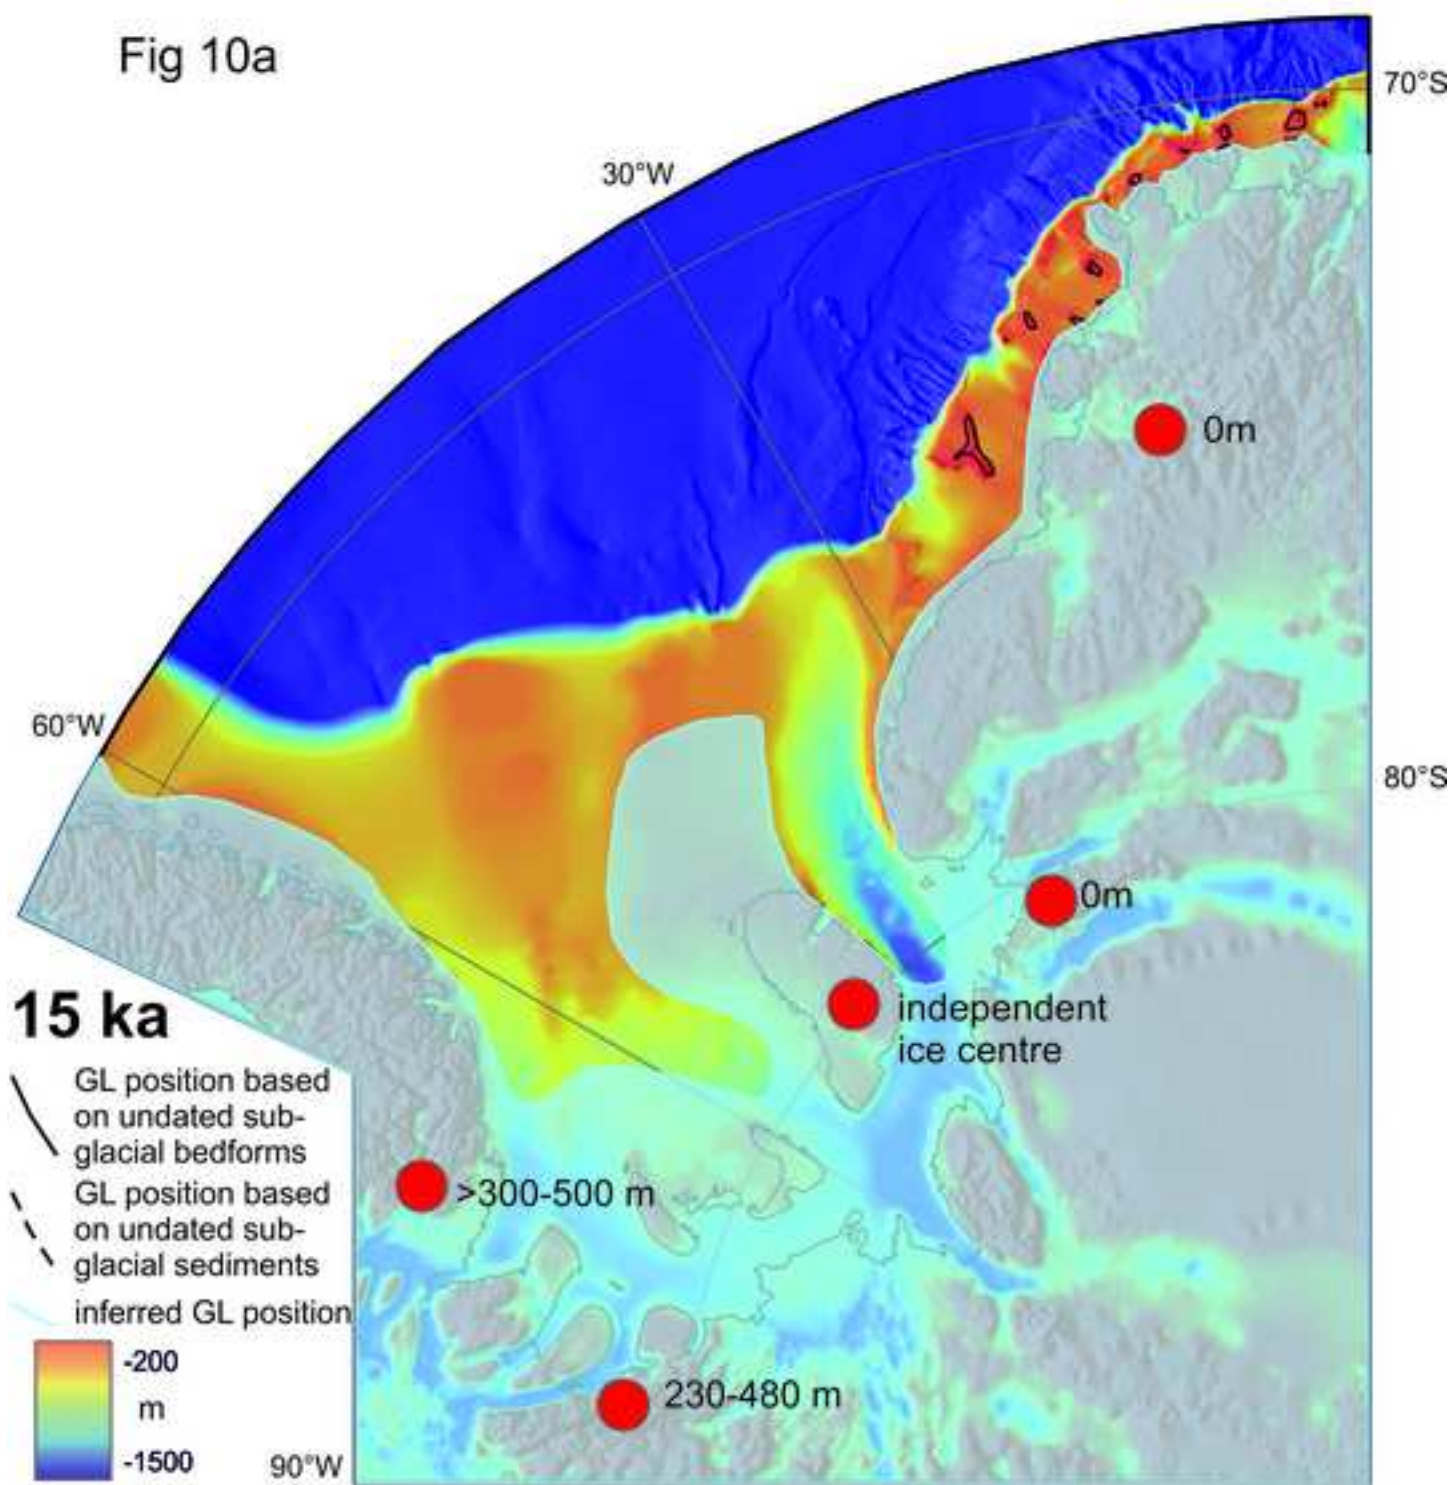 Fig 10a
70°S
30°W
0m
60°W
80°S
0m
independent
ice centre
15 ka
GL position based
on undated sub-
glacial bedforms
>300-500 m
GL position based
on undated sub-
glacial sediments
inferred GL position
-200
m
-1500
230-480 m
90°W